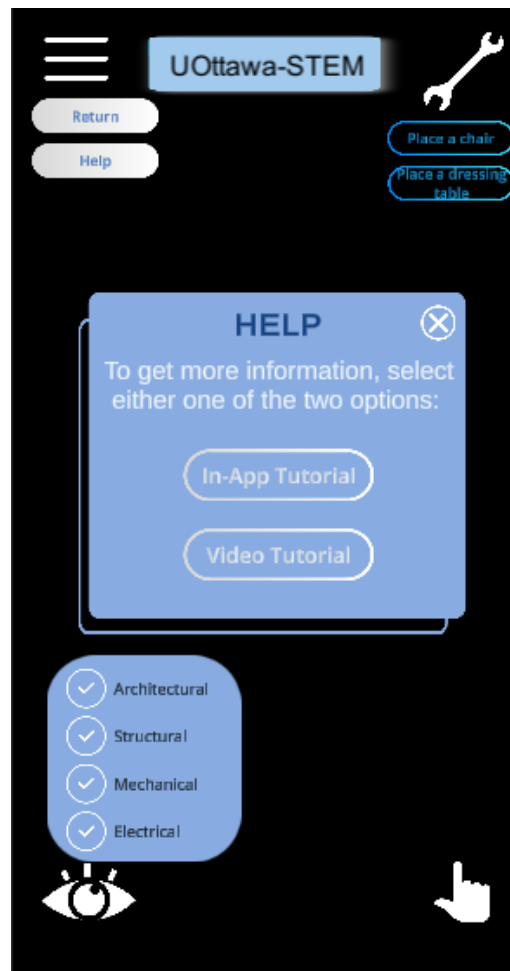 UOttawa-STEM
Return
Help
Place a chair
Place a dressing
table
HELP
To get more information, select
either one of the two options:
In-App Tutorial
Video Tutorial
Architectural
Structural
Mechanical
Electrical